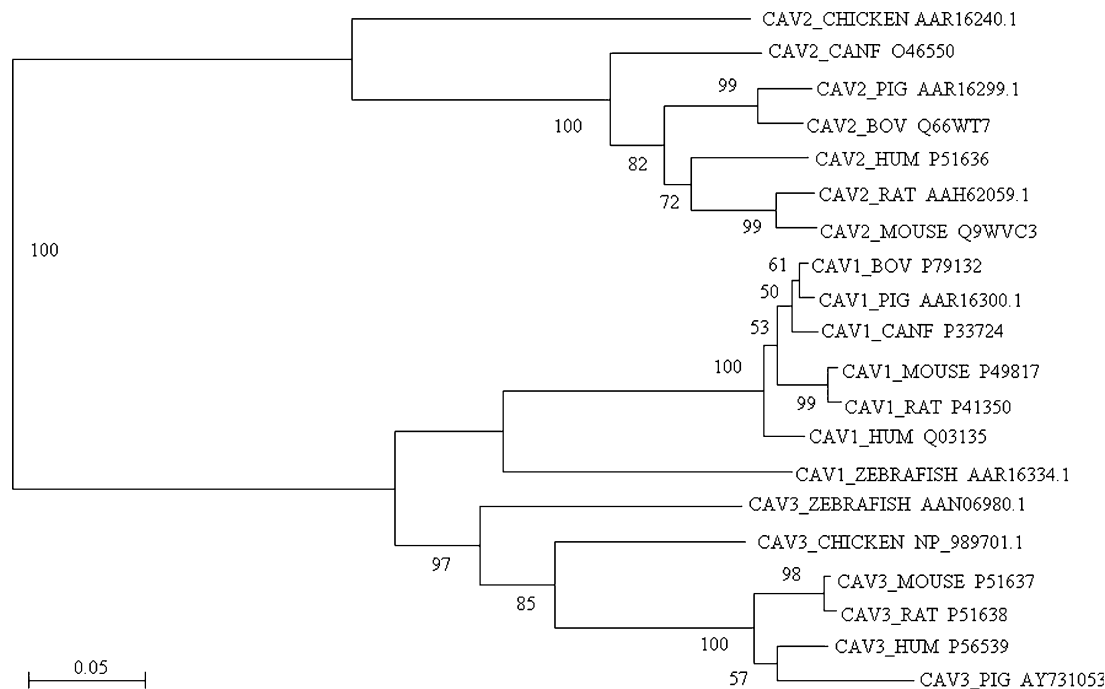 CAV2_CHICKEN AAR16240.1
CAV2_CANF O46550
99
CAV2_PIG AAR16299.1
CAV2_BOV Q66WT7
100
CAV2_HUM P51636
82
CAV2_RAT AAH62059.1
72
99
CAV2_MOUSE Q9WVC3
100
61
CAV1_BOV P79132
50
CAV1_PIG AAR16300.1
53
CAV1_CANF P33724
100
CAV1_MOUSE P49817
99
CAV1_RAT P41350
CAV1_HUM Q03135
CAV1_ZEBRAFISH AAR16334.1
CAV3_ZEBRAFISH AAN06980.1
CAV3_CHICKEN NP_989701.1
97
98
CAV3_MOUSE P51637
85
CAV3_RAT P51638
100
CAV3_HUM P56539
0.05
57
CAV3_PIG AY731053